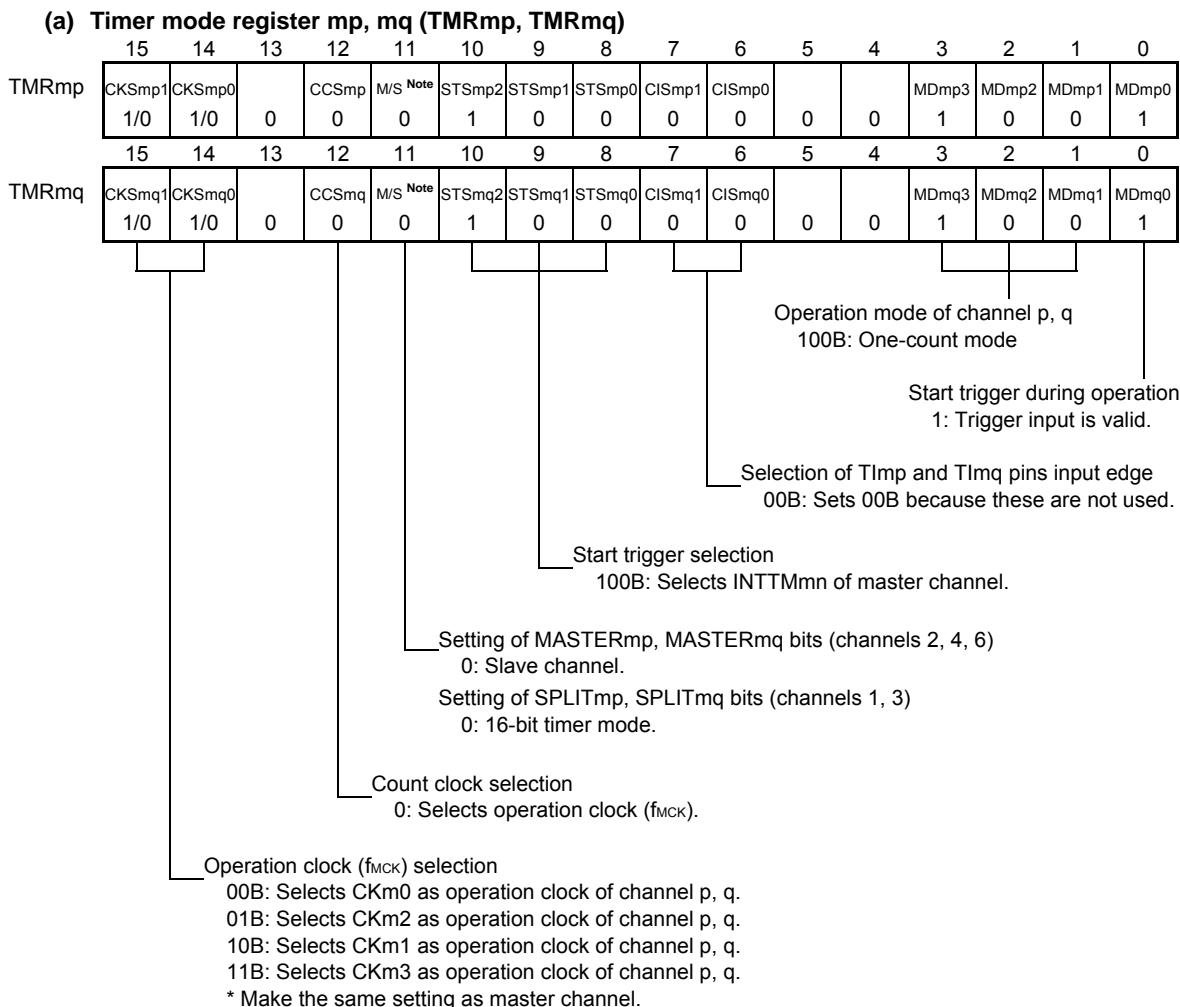 (a) Timer mode register mp, mq (TMRmp, TMRmq)
15 14 13 12 11 10 9 8 7 6 5 4 3 2 1 0
TMRmp CKSmp1 CKSmp0 CCSmp M/S Note STSmp2 STSmp1 STSmp0 CISmp1 CISmp0 MDmp3 MDmp2 MDmp1 MDmp0
1/0 1/0 0 0 0 1 0 0 0 0 0 0 1 0 0 1
15 14 13 12 11 10 9 8 7 6 5 4 3 2 1 0
TMRmq CKSmq1 CKSmq0 CCSmq M/S Note STSmq2 STSmq1 STSmq0 CISmq1 CISmq0 MDmq3 MDmq2 MDmq1 MDmq0
1/0 1/0 0 0 0 1 0 0 0 0 0 0 1 0 0 1
Operation mode of channel p, q
100B: One-count mode
Start trigger during operation
1: Trigger input is valid.
Selection of TImp and TImq pins input edge
00B: Sets 00B because these are not used.
Start trigger selection
100B: Selects INTTMmn of master channel.
Setting of MASTERmp, MASTERmq bits (channels 2, 4, 6)
0: Slave channel.
Setting of SPLITmp, SPLITmq bits (channels 1, 3)
0: 16-bit timer mode.
Count clock selection
0: Selects operation clock (fMCK).
Operation clock (fMCK) selection
00B: Selects CKm0 as operation clock of channel p, q.
01B: Selects CKm2 as operation clock of channel p, q.
10B: Selects CKm1 as operation clock of channel p, q.
11B: Selects CKm3 as operation clock of channel p, q.
* Make the same setting as master channel.